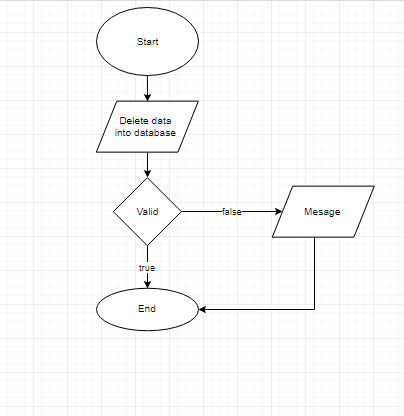 Start
Delete data
into database
Valid
false
Mesage
true
End